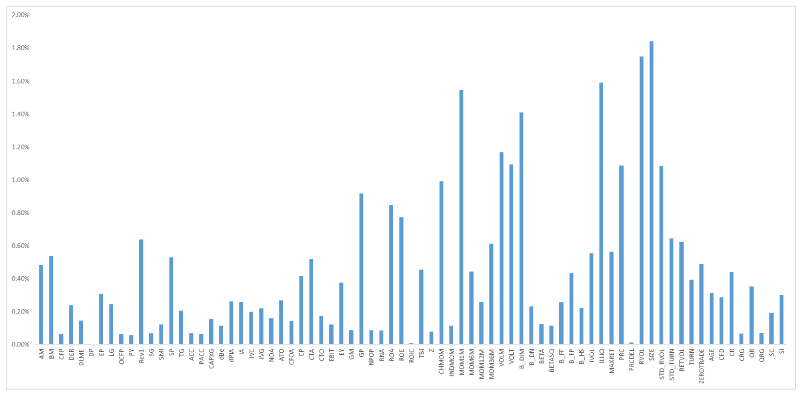 2.00%
1.80%
1.60%
1.40%
1.20%
1.00%
0.80%
0.60%
0.40%
0.20%
0.00%
AM
BM
CFP
DER
DLME
DP
EP
LG
OCFP
PY
Rev1
SG
SMI
SP
TG
ACC
PACC
CAPXG
dBe
dPIA
IA
IVC
IVG
NOA
ATO
CFOA
CP
CTA
CTO
EBIT
EY
GM
GP
NPOP
RNA
ROA
ROE
ROIC
TBI
Z
CHMOM
INDMOM
MOM1M
MOM6M
MOM12M
MOM36M
VOLM
VOLT
B_DIM
B_DN
BETA
BETASQ
B_FF
B_FP
B_HS
IVOL
ILLIQ
MAXRET
PRC
PRCDEL
RVOL
SIZE
STD_RVOL
STD_TURN
RETVOL
TURN
ZEROTRADE
AGE
CFD
CR
CRG
QR
QRG
SC
SI